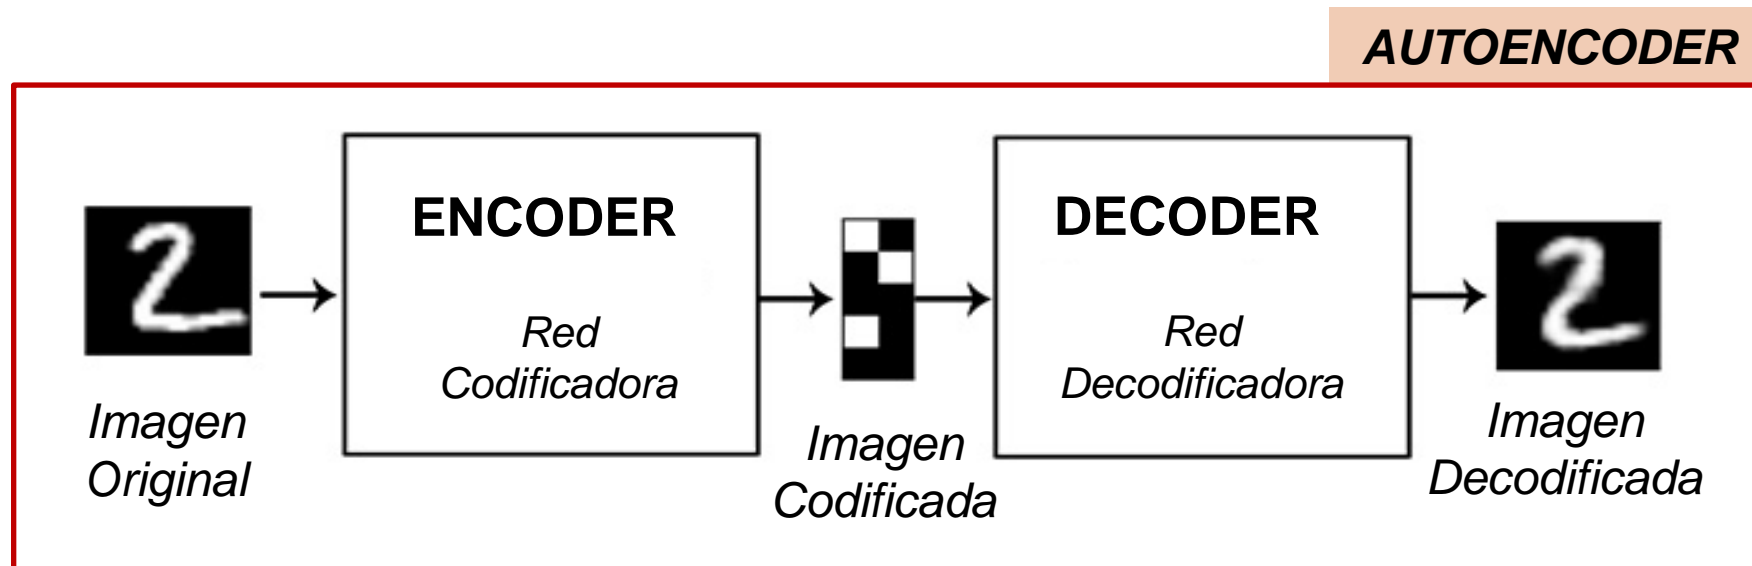 AUTOENCODER
ENCODER
Red
Codificadora
DECODER
Red
Decodificadora
Imagen
Original
Imagen
Codificada
Imagen
Decodificada